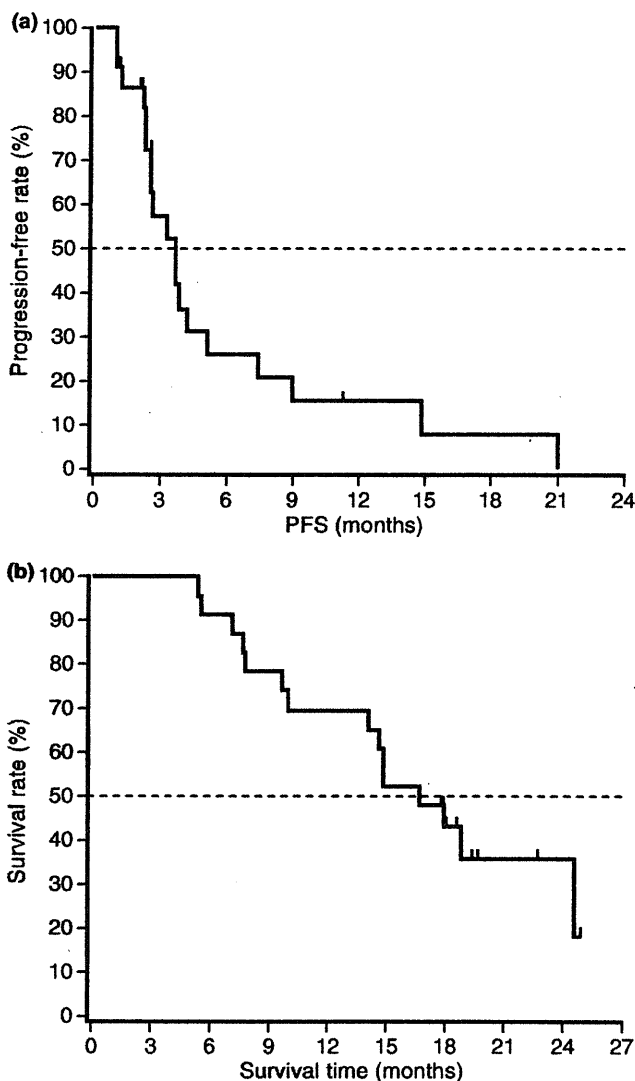 (a)
100
90
80
70
60
50
40
30
20
10
0
Progression-free rate (%)
0 3 6 9 12 15 18 21 24
PFS (months)
(b)
100
90
80
70
60
50
40
30
20
10
0
Survival rate (%)
0 3 6 9 12 15 18 21 24 27
Survival time (months)